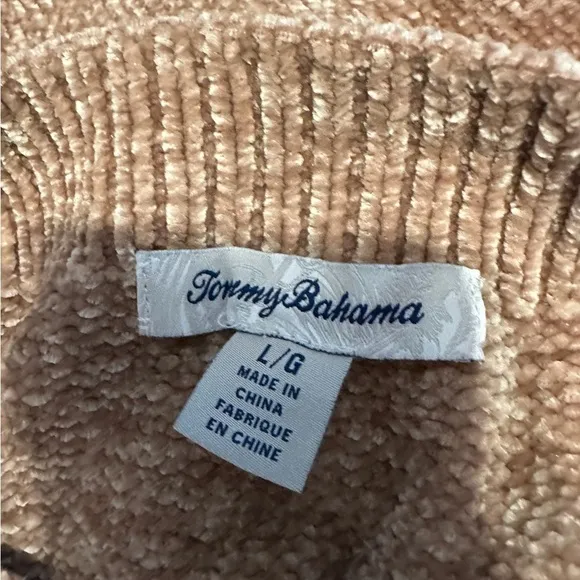 Tommy Bahama
L/G
MADE IN
CHINA
FABRIQUE
EN CHINE